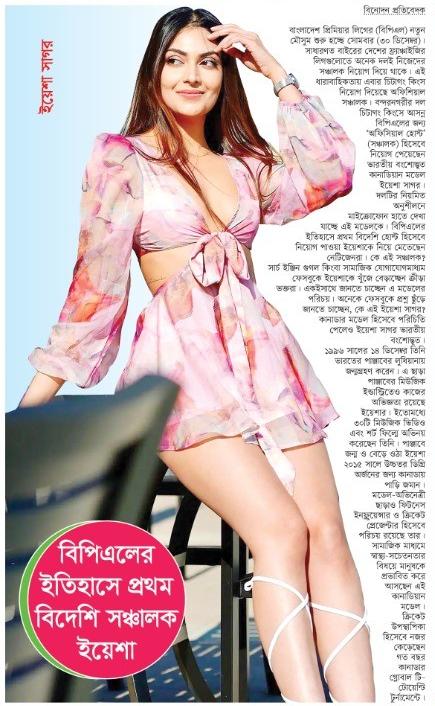 ইয়েশা সাগর
বিনোদন প্রতিবেদক
বাংলাদেশ প্রিমিয়ার লিগের (বিপিএল) নতুন
মৌসুম শুরু হচ্ছে সোমবার (৩০ ডিসেম্বর)।
সাধারণত বাইরের দেশের ফ্র্যাঞ্চাইজির
লিগগুলোতে অনেক দলই নিজেদের
সঞ্চালক নিয়োগ দিয়ে থাকে। এই
ধারাবাহিকতায় এবার চিটাগং কিংস
নিয়োগ দিয়েছে অফিশিয়াল
সঞ্চালক। বন্দরনগরীর দল
চিটাগং কিংসে আসন্ন
বিপিএলের জন্য
‘অফিসিয়াল হোস্ট’
(সঞ্চালক) হিসেবে
নিয়োগ পেয়েছেন
ভারতীয় বংশোদ্ভূত
কানাডিয়ান মডেল
ইয়েশা সাগর।
দলটির নিয়মিত
অনুশীলনে
মাইক্রোফোন হাতে দেখা
যাচ্ছে এই মডেলকে। বিপিএলের
ইতিহাসে প্রথম বিদেশি হোস্ট হিসেবে
নিয়োগ পাওয়া ইয়েশাকে নিয়ে মেতেছেন
নেটিজেনরা। কে এই সঞ্চালক?
সার্চ ইঞ্জিন গুগল কিংবা সামাজিক যোগাযোগমাধ্যম
ফেসবুকে ইয়েশাকে খুঁজে বেড়াচ্ছেন ক্রীড়া
ভক্তরা। একইসাথে জানতে চাচ্ছেন এ মডেলের
পরিচয়। অনেকে ফেসবুকে প্রশ্ন ছুঁড়ে
জানতে চাচ্ছেন, কে এই ইয়েশা সাগর?
কানাডার মডেল হিসেবে পরিচিতি
পেলেও ইয়েশা সাগর ভারতীয়
বংশোদ্ভূত।
১৯৯৬ সালের ১৪ ডিসেম্বর তিনি
ভারতের পাঞ্জাবের লুধিয়ানায়
জন্মগ্রহণ করেন। এ ছাড়া
পাঞ্জাবের মিউজিক
ইন্ডাস্ট্রিতেও কাজের
অভিজ্ঞতা রয়েছে
ইয়েশার। ইতোমধ্যে
৩০টি মিউজিক ভিডিও
এবং শর্ট ফিল্মে অভিনয়
করেছেন তিনি। পাঞ্জাবে
জন্ম ও বেড়ে ওঠা ইয়েশা
২০১৫ সালে উচ্চতর ডিগ্রি
অর্জনের জন্য কানাডায়
পাড়ি জমান।
মডেল-অভিনেত্রী
ছাড়াও ফিটনেস
ইনফ্লুয়েন্সার ও ক্রিকেট
প্রেজেন্টার হিসেবে
পরিচয় রয়েছে তার।
সামাজিক মাধ্যমে
স্বাস্থ্য-সচেতনতার
বিষয়ে মানুষকে
প্রভাবিত করে
আসছেন এই
কানাডিয়ান
মডেল।
ক্রিকেট
উপস্থাপিকা
হিসেবে নজর
কেড়েছেন
গত বছর
কানাডার
গ্লোবাল টি-
টোয়েন্টি
টুর্নামেন্টে।
বিপিএলের
ইতিহাসে প্রথম
বিদেশি সঞ্চালক
ইয়েশা